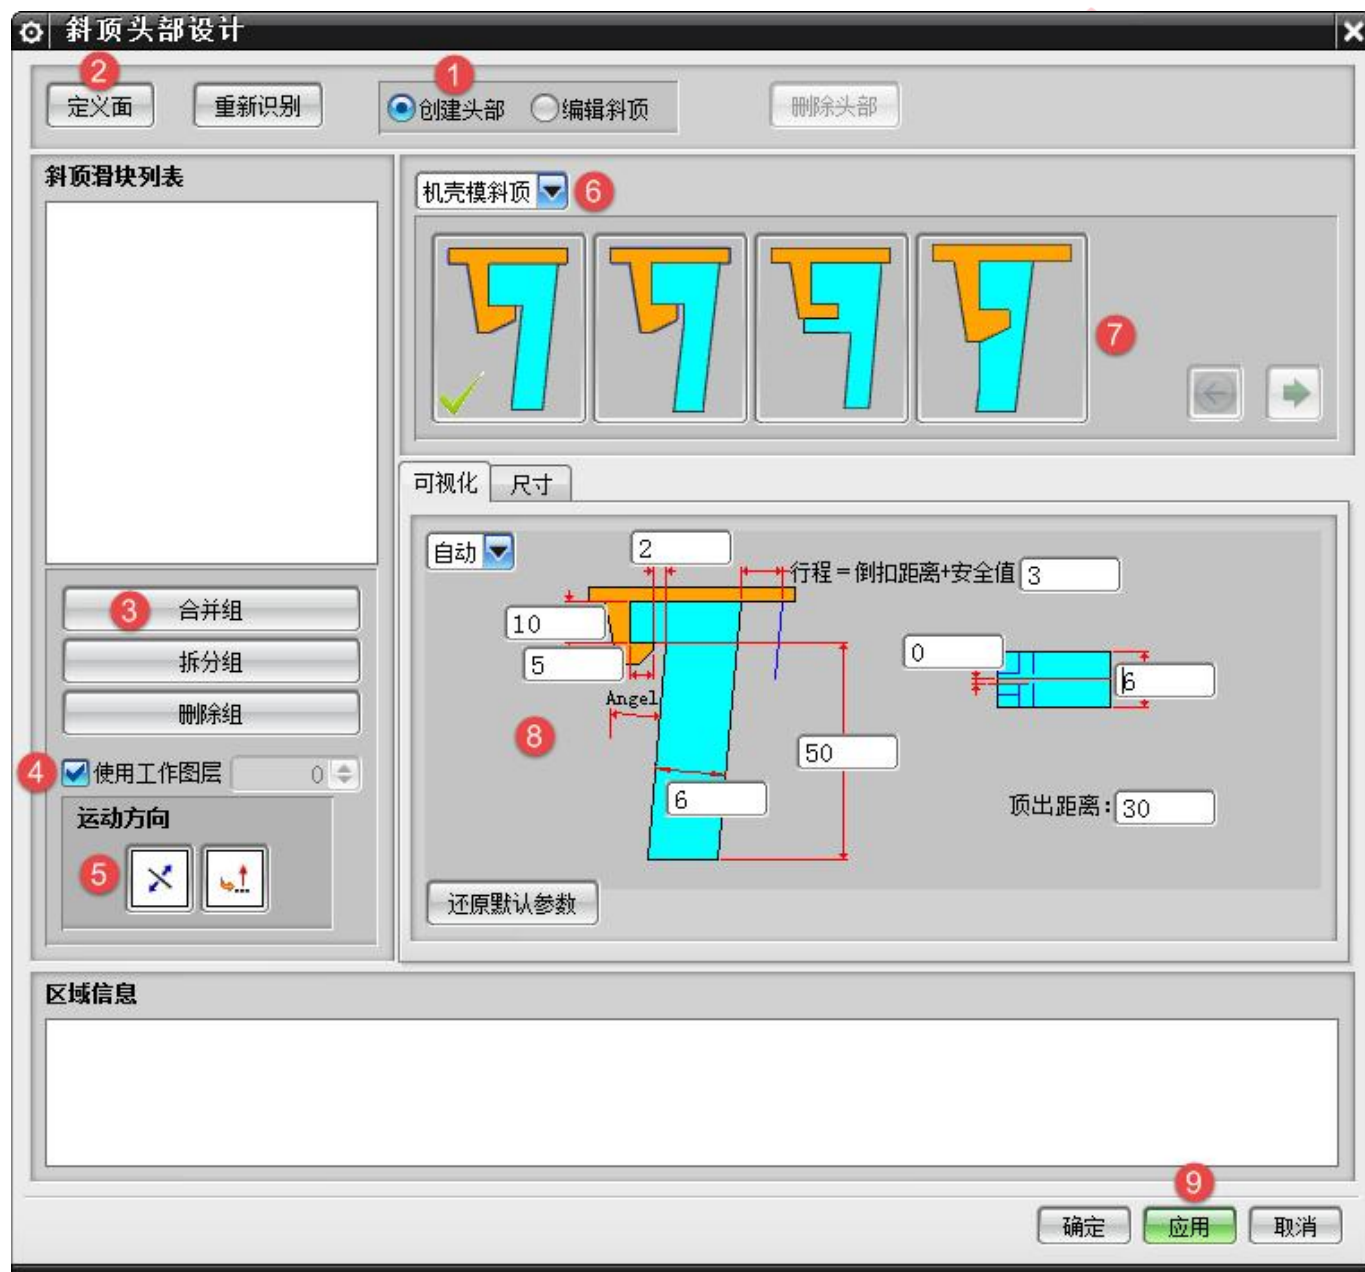 斜顶头部设计
2
1
定义面
重新识别
创建头部
编辑斜顶
删除头部
斜顶滑块列表
机壳模斜顶
6
7
可视化
尺寸
自动
2
行程=倒扣距离+安全值
3
10
5
Angel
0
6
8
50
6
顶出距离:
30
还原默认参数
3
合并组
拆分组
删除组
4
使用工作图层
0
运动方向
5
区域信息
9
确定
应用
取消